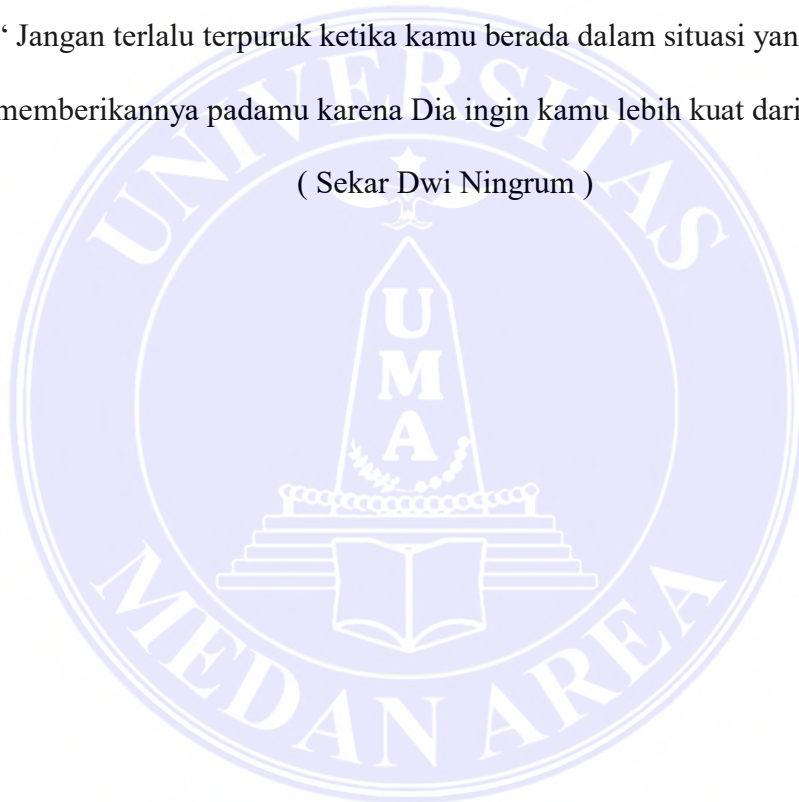 “ Jangan terlalu terpuruk ketika kamu berada dalam situasi yan
memberikannya padamu karena Dia ingin kamu lebih kuat dari
( Sekar Dwi Ningrum )
UNIVERSITAS
U
M
A
MEDAN AREA